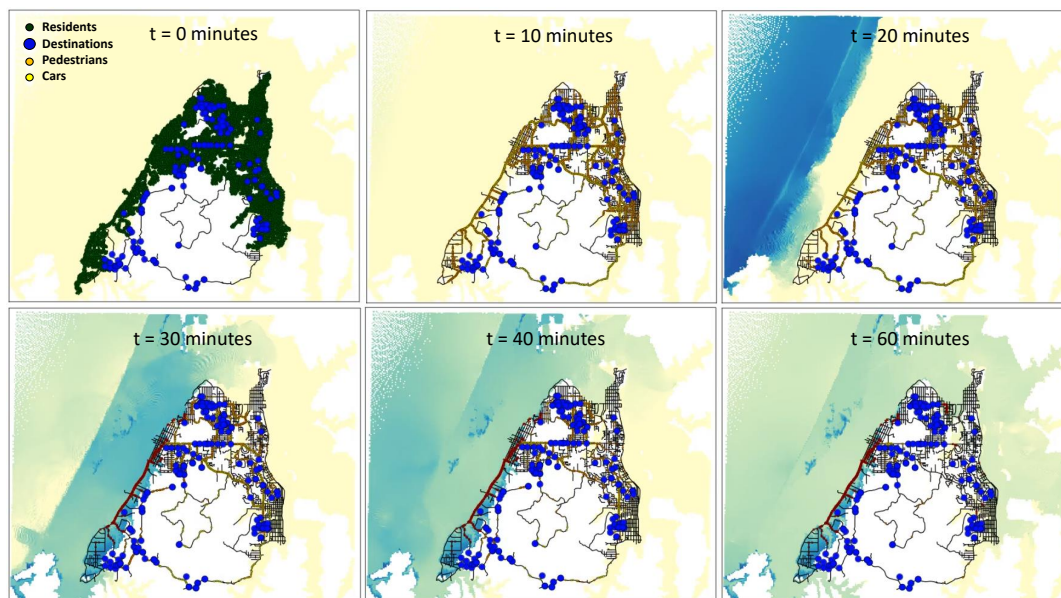 t = 0 minutes
Residents
Destinations
Pedestrians
Cars
t = 10 minutes
t = 20 minutes
t = 30 minutes
t = 40 minutes
t = 60 minutes